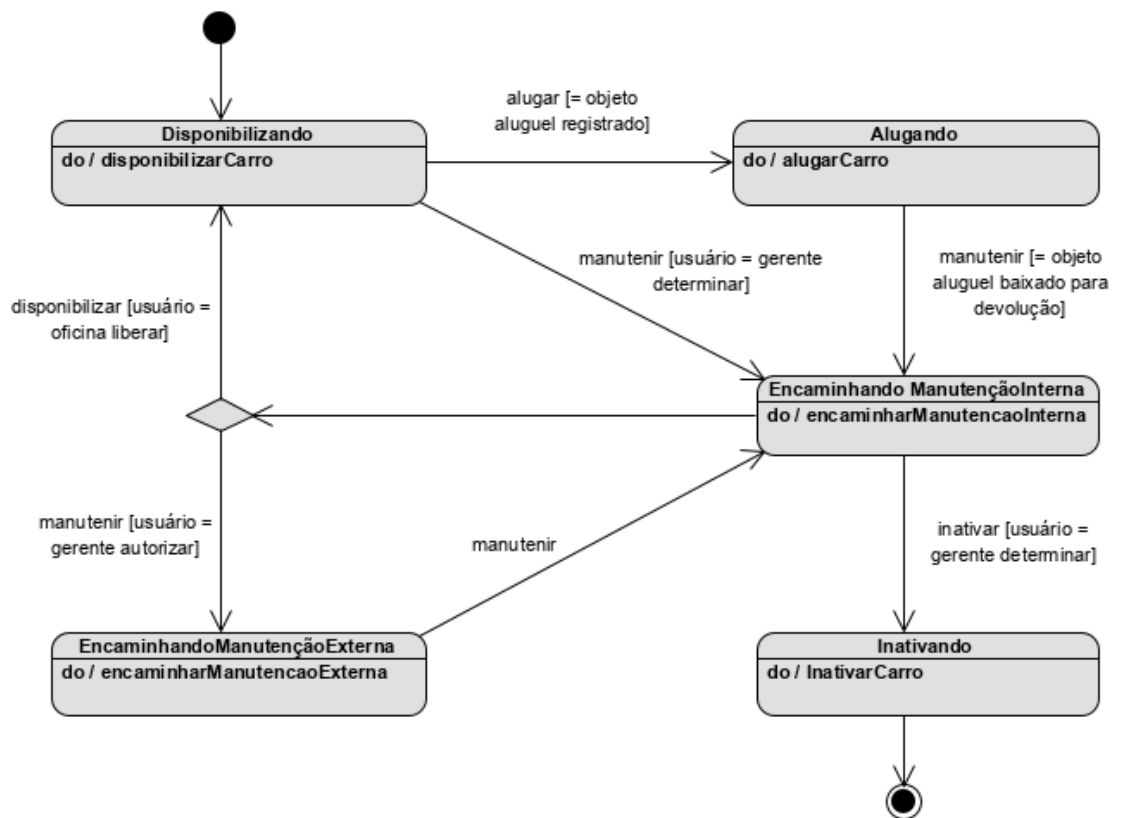 alugar [= objeto
aluguel registrado]
Disponibilizando
do / disponibilizarCarro
Alugando
do / alugarCarro
manutenir [usuário = gerente
determinar]
manutenir [= objeto
aluguel baixado para
devolução]
disponibilizar [usuário =
oficina liberar]
Encaminhando ManutençãoInterna
do / encaminharManutencaoInterna
manutenir [usuário =
gerente autorizar]
manutenir
inativar [usuário =
gerente determinar]
EncaminhandoManutençãoExterna
do / encaminharManutencaoExterna
Inativando
do / InativarCarro